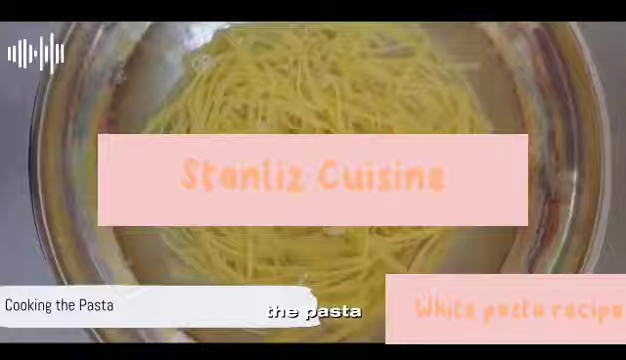 Stanliz Cuisine
Cooking the Pasta
the pasta
White pasta recipe